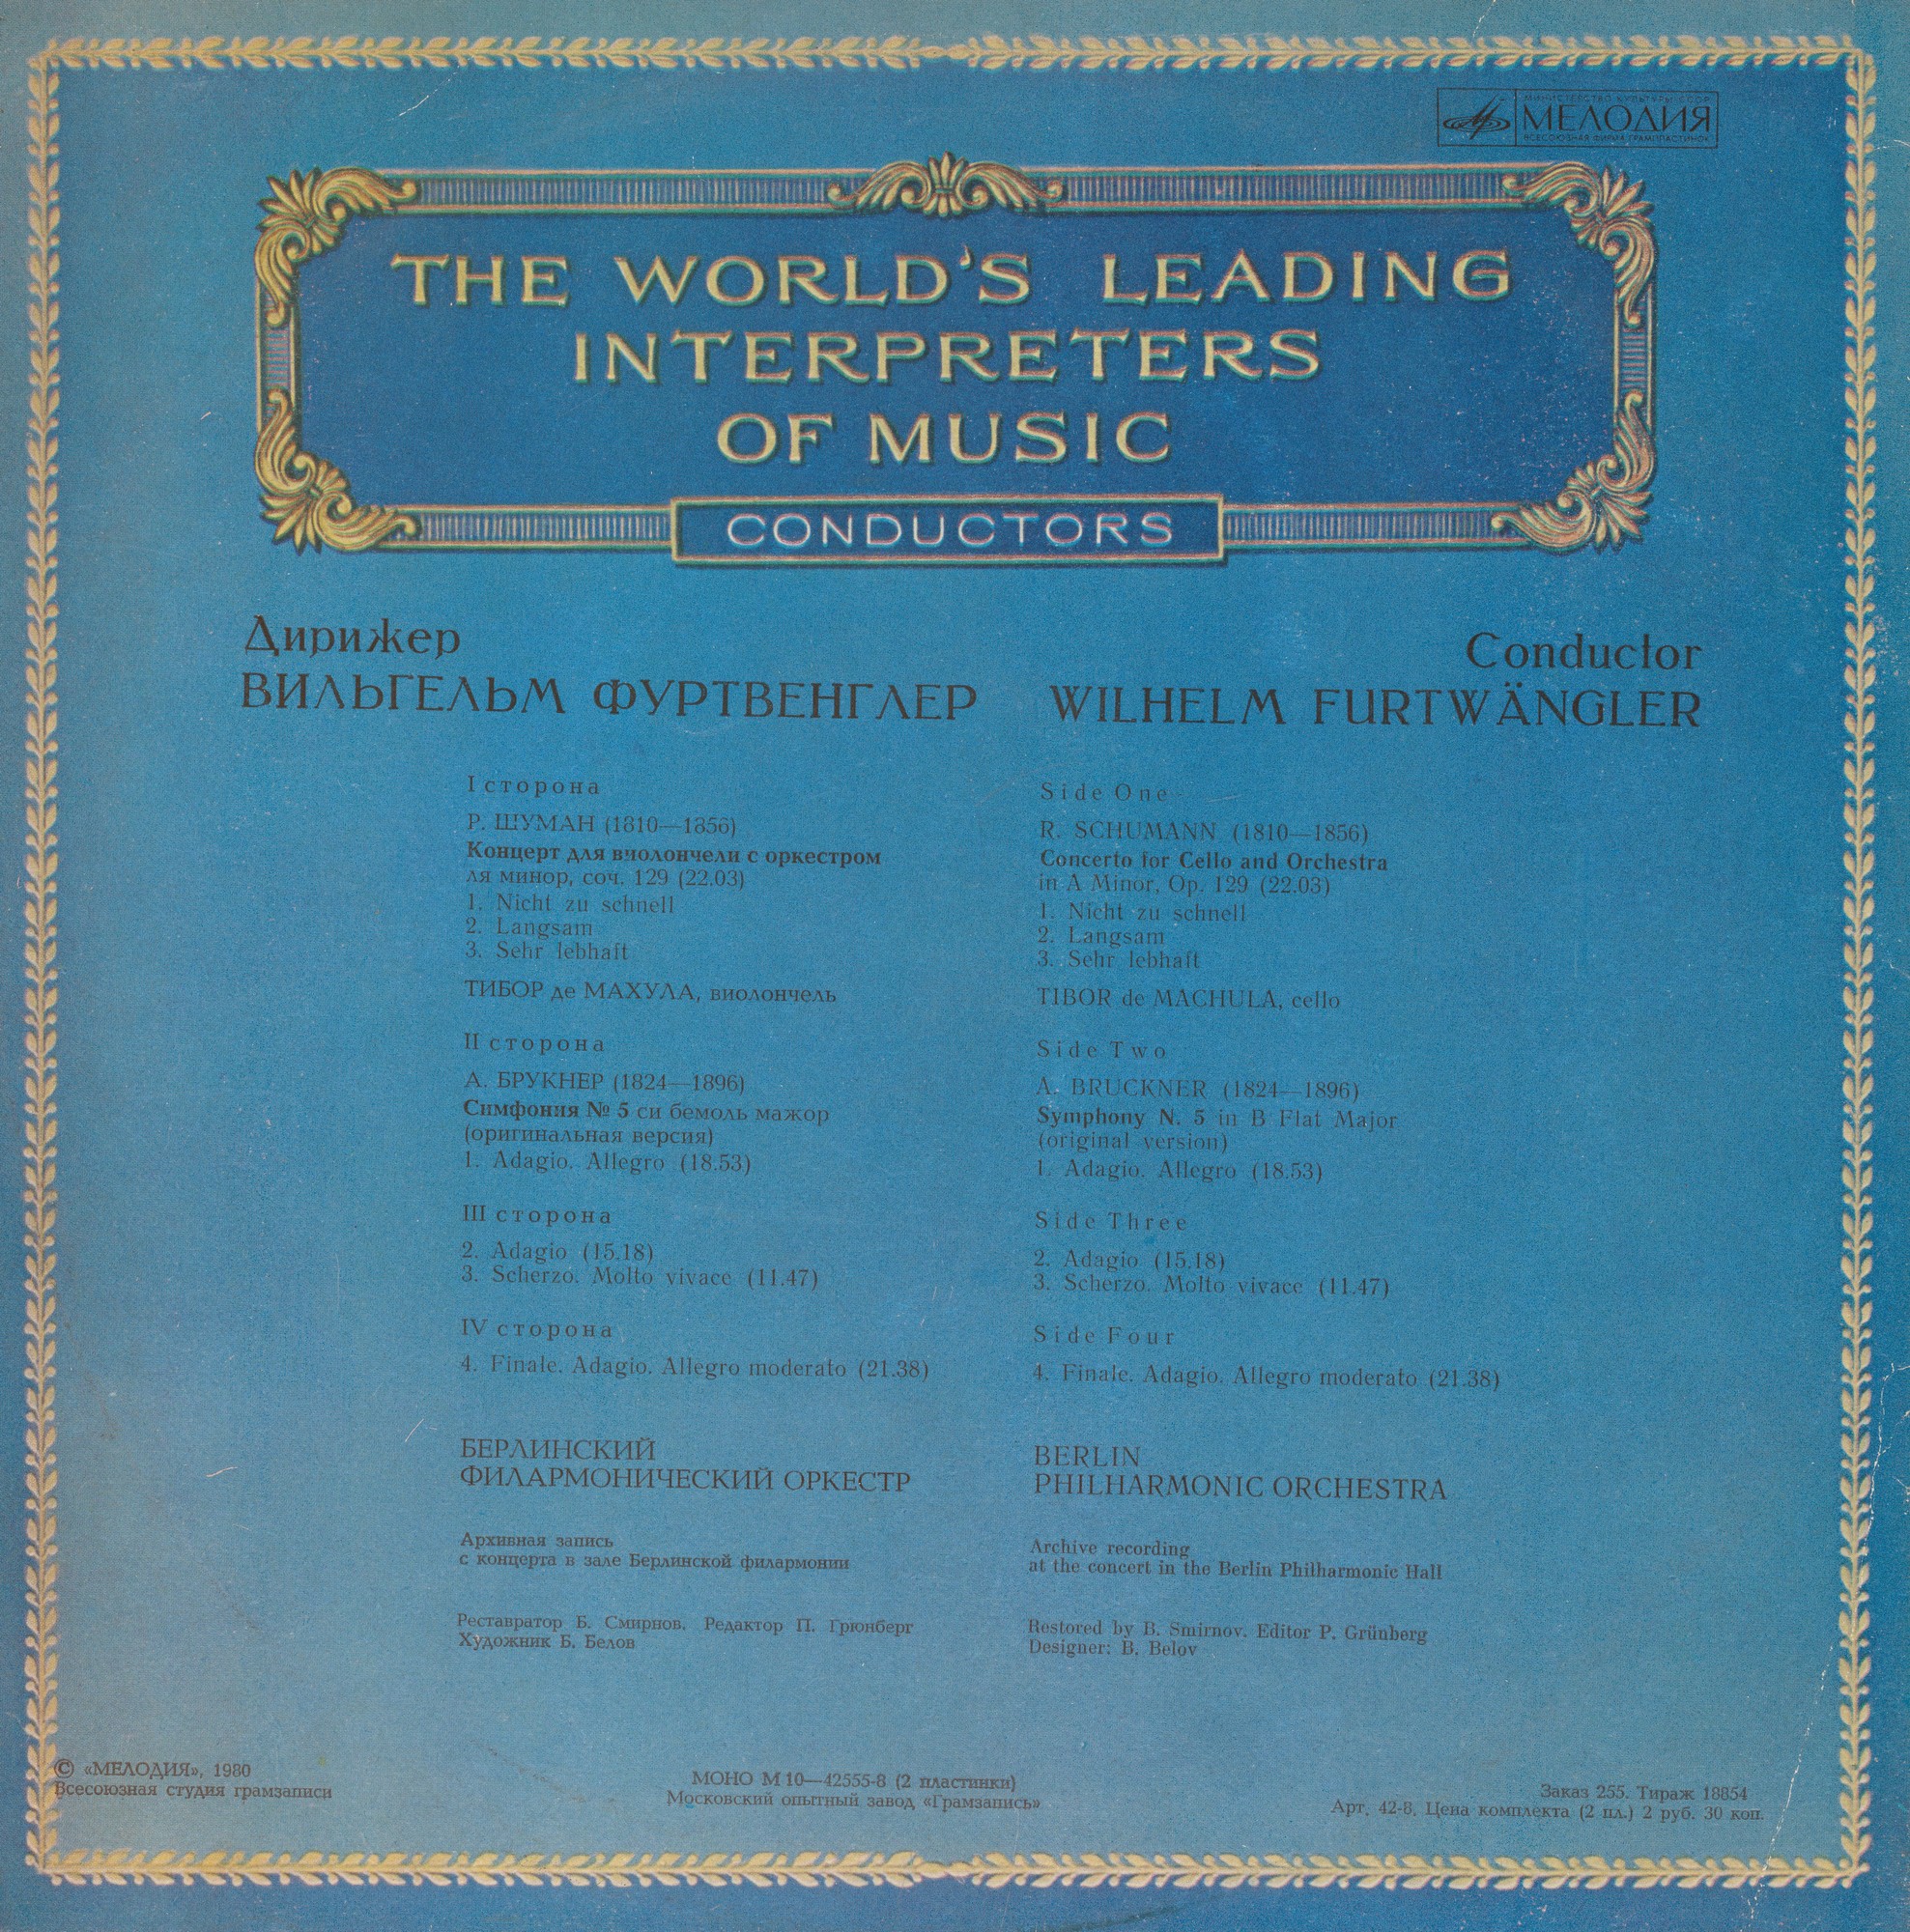 МИНИСТЕРСТВО КУЛЬТУРЫ СССР
МЕЛОДИЯ
ВСЕСОЮЗНАЯ ФИРМА ГРАМПЛАСТИНОК
THE WORLD'S LEADING
INTERPRETERS
OF MUSIC
CONDUCTORS
Дирижер
ВИЛЬГЕЛЬМ ФУРТВЕНГЛЕР
I сторона
Р. ШУМАН (1810—1856)
Концерт для виолончели с оркестром
ля минор, соч. 129 (22.03)
1. Nicht zu schnell
2. Langsam
3. Sehr lebhaft
ТИБОР де МАХУЛА, виолончель
II сторона
А. БРУКНЕР (1824—1896)
Симфония № 5 си бемоль мажор
(оригинальная версия)
1. Adagio. Allegro (18.53)
III сторона
2. Adagio (15.18)
3. Scherzo. Molto vivace (11.47)
IV сторона
4. Finale. Adagio. Allegro moderato (21.38)
БЕРЛИНСКИЙ
ФИЛАРМОНИЧЕСКИЙ ОРКЕСТР
Архивная запись
с концерта в зале Берлинской филармонии
Реставратор Б. Смирнов. Редактор П. Грюнберг
Художник Б. Белов
Conductor
WILHELM FURTWÄNGLER
Side One
R. SCHUMANN (1810—1856)
Concerto for Cello and Orchestra
in A Minor, Op. 129 (22.03)
1. Nicht zu schnell
2. Langsam
3. Sehr lebhaft
TIBOR de MACHULA, cello
Side Two
A. BRUCKNER (1824—1896)
Symphony N. 5 in B Flat Major
(original version)
1. Adagio. Allegro (18.53)
Side Three
2. Adagio (15.18)
3. Scherzo. Molto vivace (11.47)
Side Four
4. Finale. Adagio. Allegro moderato (21.38)
BERLIN
PHILHARMONIC ORCHESTRA
Archive recording
at the concert in the Berlin Philharmonic Hall
Restored by B. Smirnov. Editor P. Grünberg
Designer: B. Belov
© «МЕЛОДИЯ», 1980
Всесоюзная студия грамзаписи
МОНО М 10—42555-8 (2 пластинки)
Московский опытный завод «Грамзапись»
Заказ 255. Тираж 18854
Арт. 42-8. Цена комплекта (2 пл.) 2 руб. 30 коп.